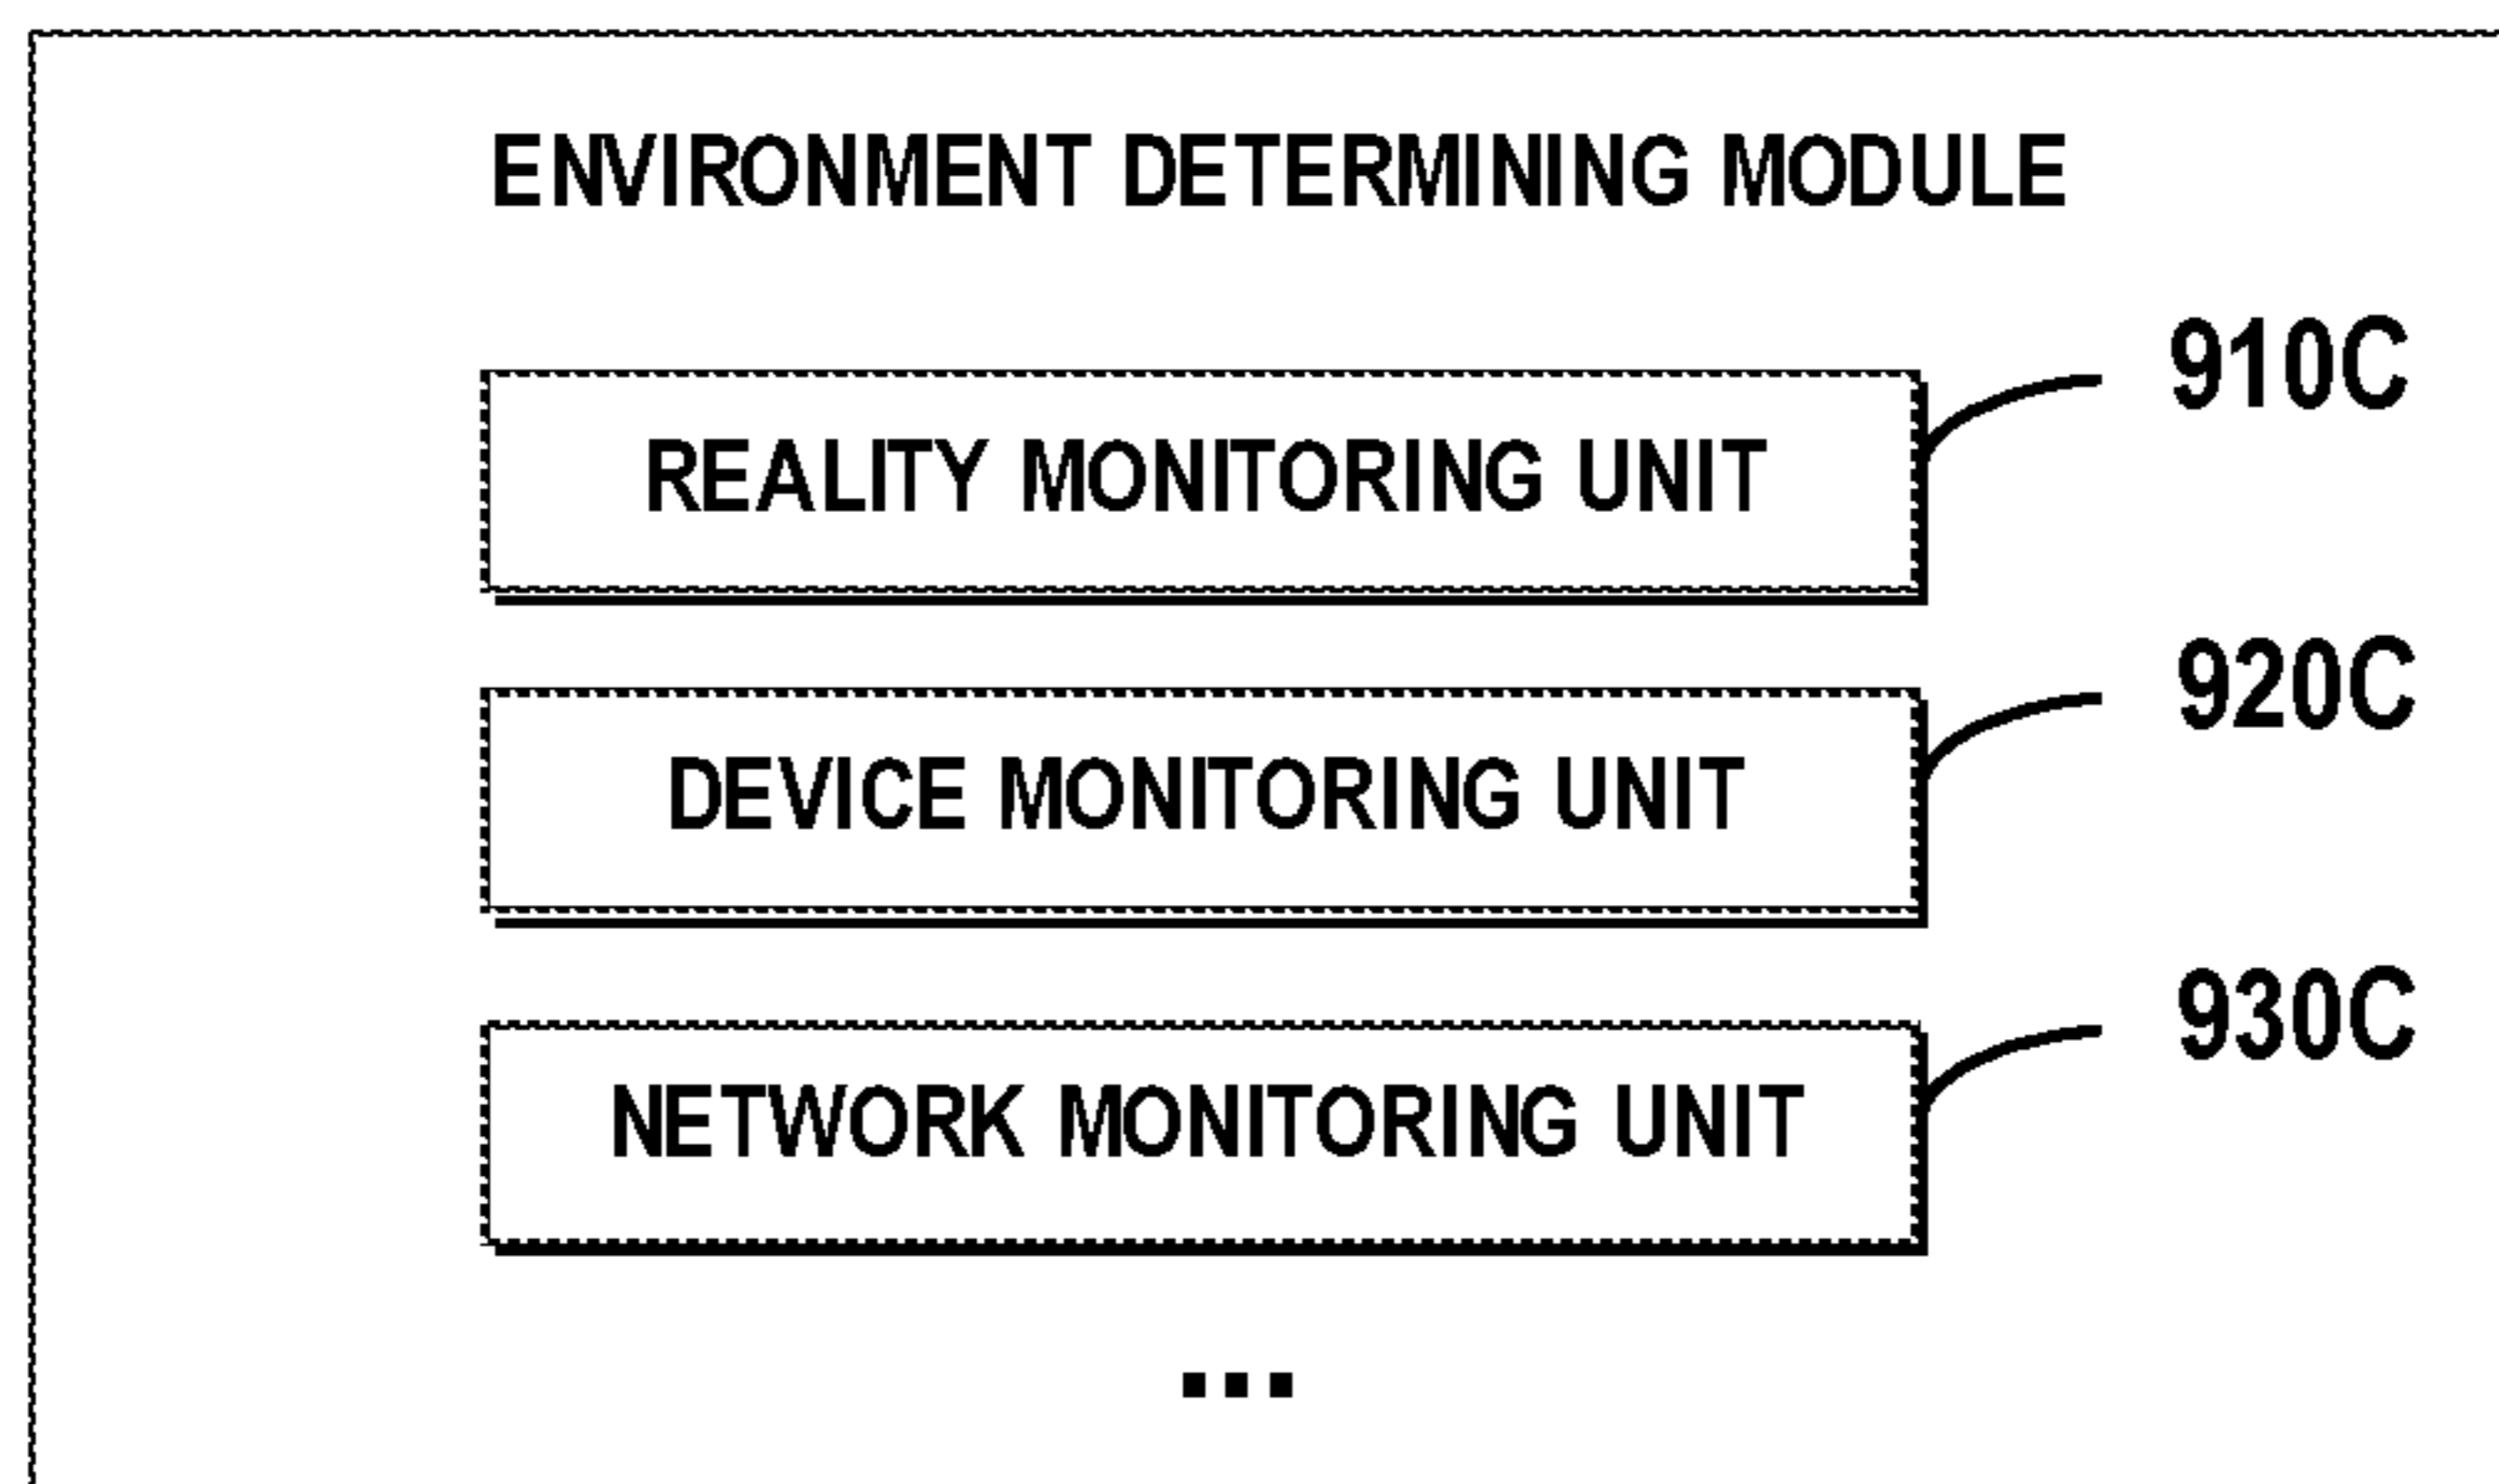 ENVIRONMENT DETERMINING MODULE
910C
REALITY MONITORING UNIT
920C
DEVICE MONITORING UNIT
930C
NETWORK MONITORING UNIT
...